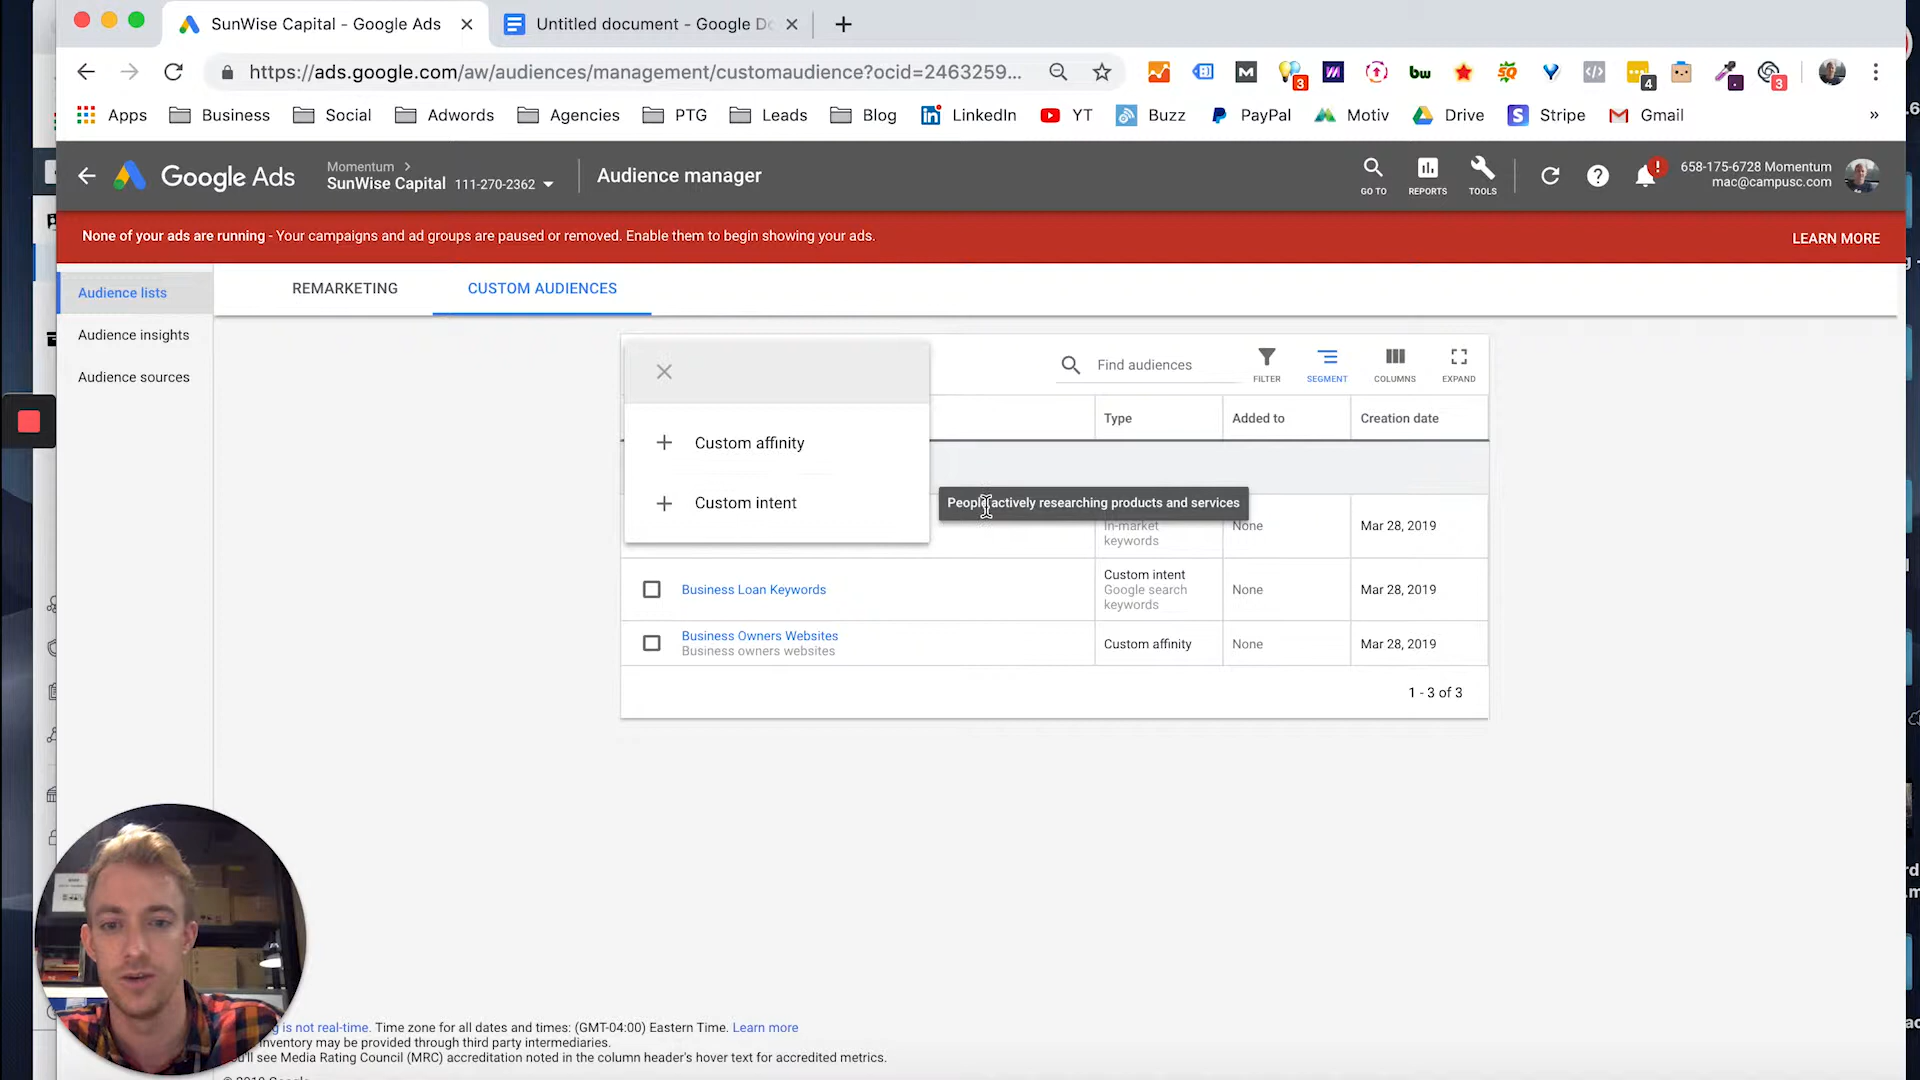 SunWise Capital - Google Ads
Untitled document - Google D
https://ads.google.com/aw/audiences/management/customaudience?ocid=2463259...
3
bw
4
3
Apps
Business
Social
Adwords
Agencies
PTG
Leads
Blog
LinkedIn
YT
Buzz
PayPal
Motiv
Drive
Stripe
Gmail
»
Google Ads
Momentum
SunWise Capital 111-270-2362
Audience manager
GO TO
REPORTS
TOOLS
658-175-6728 Momentum
mac@campusc.com
None of your ads are running - Your campaigns and ad groups are paused or removed. Enable them to begin showing your ads.
LEARN MORE
Audience lists
Audience insights
Audience sources
REMARKETING
CUSTOM AUDIENCES
Find audiences
FILTER
SEGMENT
COLUMNS
EXPAND
Custom affinity
Custom intent
People actively researching products and services
Type
Added to
Creation date
In-market
keywords
None
Mar 28, 2019
Business Loan Keywords
Custom intent
Google search
keywords
None
Mar 28, 2019
Business Owners Websites
Business owners websites
Custom affinity
None
Mar 28, 2019
1 - 3 of 3
is not real-time. Time zone for all dates and times: (GMT-04:00) Eastern Time. Learn more
inventory may be provided through third party intermediaries.
see Media Rating Council (MRC) accreditation noted in the column header's hover text for accredited metrics.